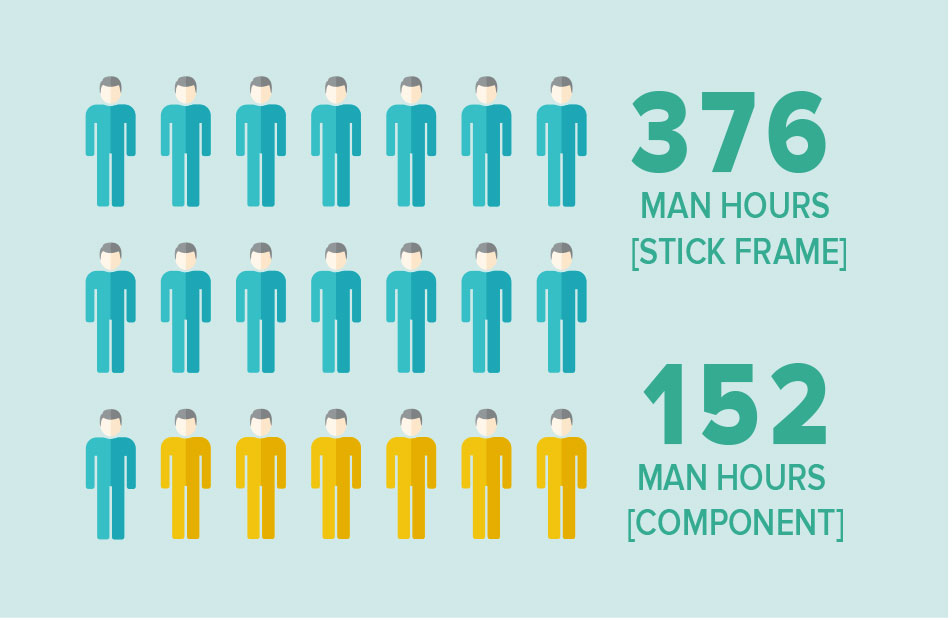 376
MAN HOURS
[STICK FRAME]
152
MAN HOURS
[COMPONENT]